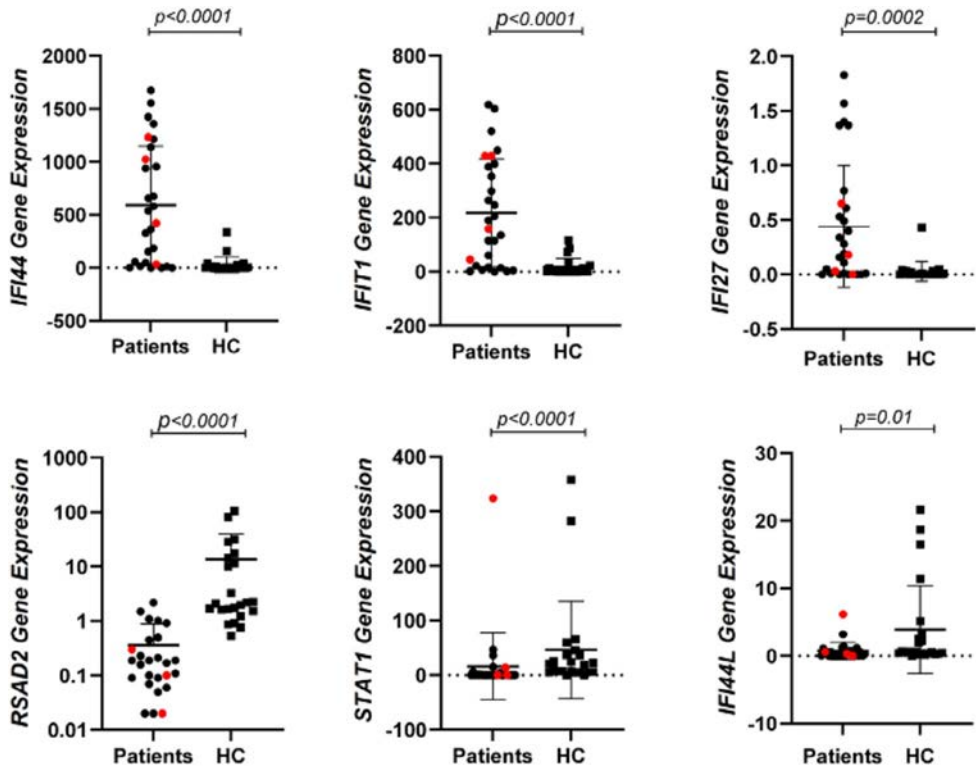 p<0.0001
IFI44 Gene Expression
2000
1500
1000
500
0
-500
Patients HC
p<0.0001
IFIT1 Gene Expression
800
600
400
200
0
-200
Patients HC
p=0.0002
IFI27 Gene Expression
2.0
1.5
1.0
0.5
0.0
-0.5
Patients HC
p<0.0001
RSAD2 Gene Expression
1000
100
10
1
0.1
0.01
Patients HC
p<0.0001
STAT1 Gene Expression
400
300
200
100
0
-100
Patients HC
p=0.01
IFI44L Gene Expression
30
20
10
0
-10
Patients HC